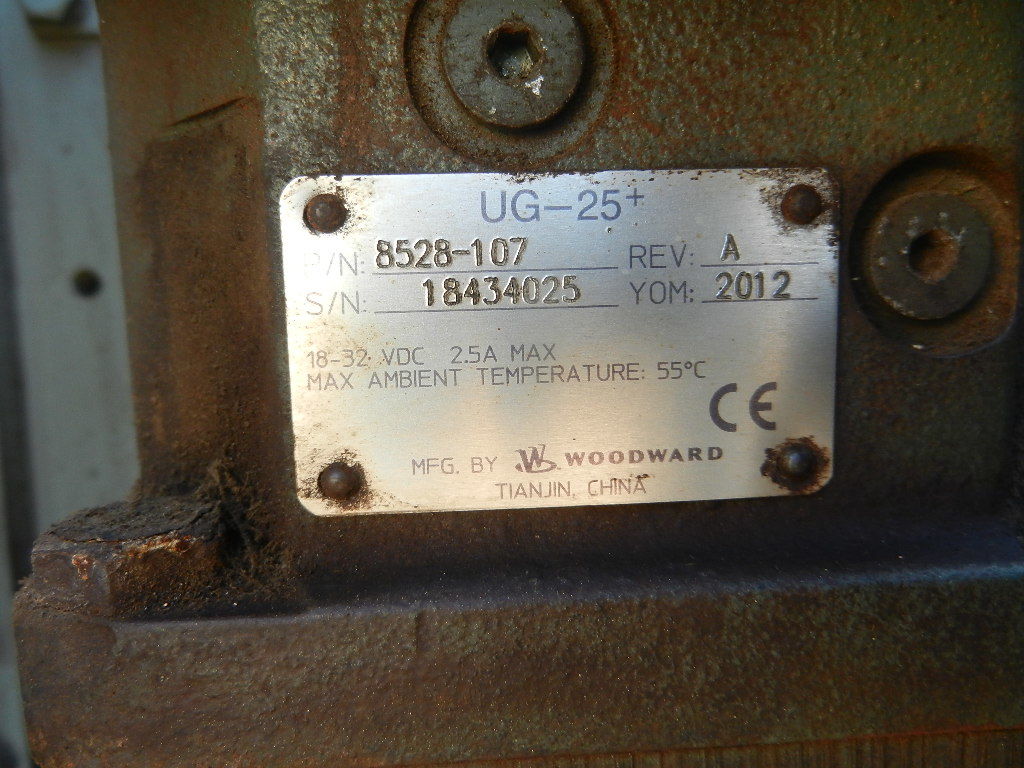 UG-25+
P/N: 8528-107 REV: A
S/N: 18434025 YOM: 2012
18-32 VDC 2.5A MAX
MAX AMBIENT TEMPERATURE: 55°C
CE
MFG. BY W WOODWARD
TIANJIN, CHINA